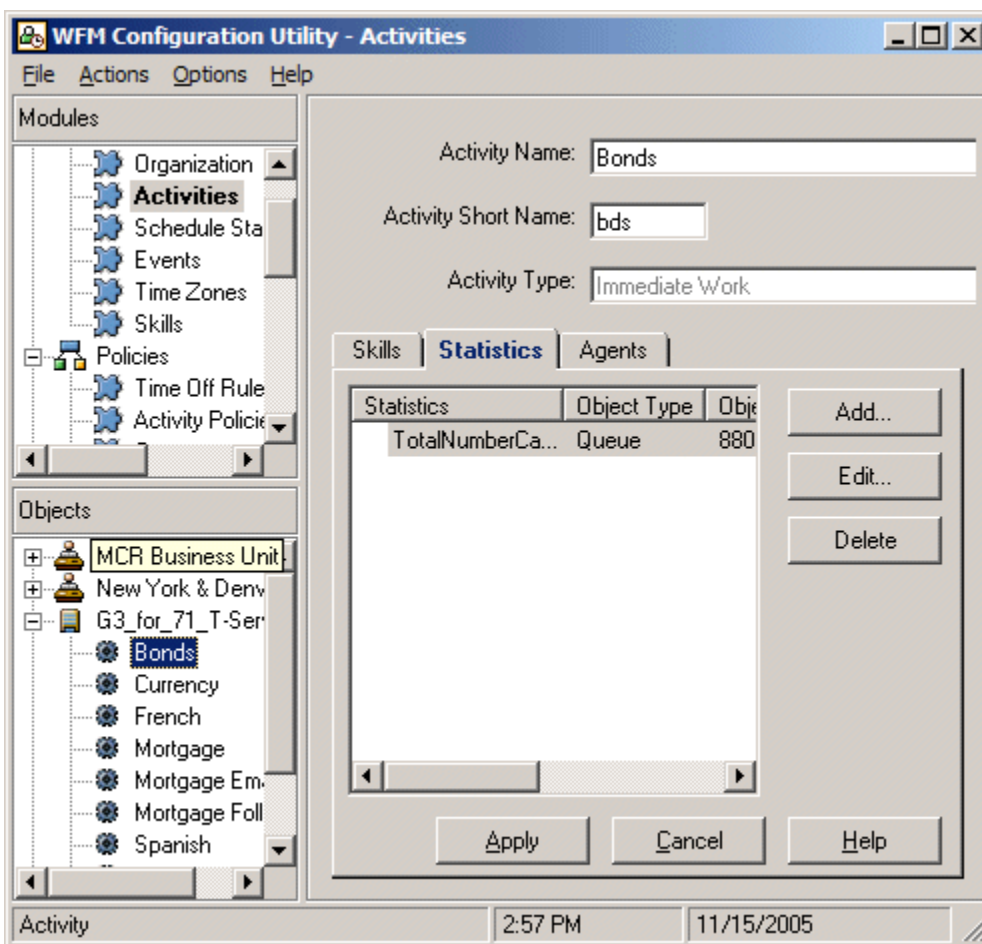 WFM Configuration Utility - Activities
File Actions Options Help
Modules
Organization
Activities
Schedule Sta
Events
Time Zones
Skills
Policies
Time Off Rule
Activity Policie
Objects
MCR Business Unit
New York & Denv
G3_for_71_T-Ser
Bonds
Currency
French
Mortgage
Mortgage Em
Mortgage Foll
Spanish
Activity Name: Bonds
Activity Short Name: bds
Activity Type: Immediate Work
Skills Statistics Agents
Statistics Object Type Obje
TotalNumberCa... Queue 880
Add...
Edit...
Delete
Apply Cancel Help
Activity 2:57 PM 11/15/2005